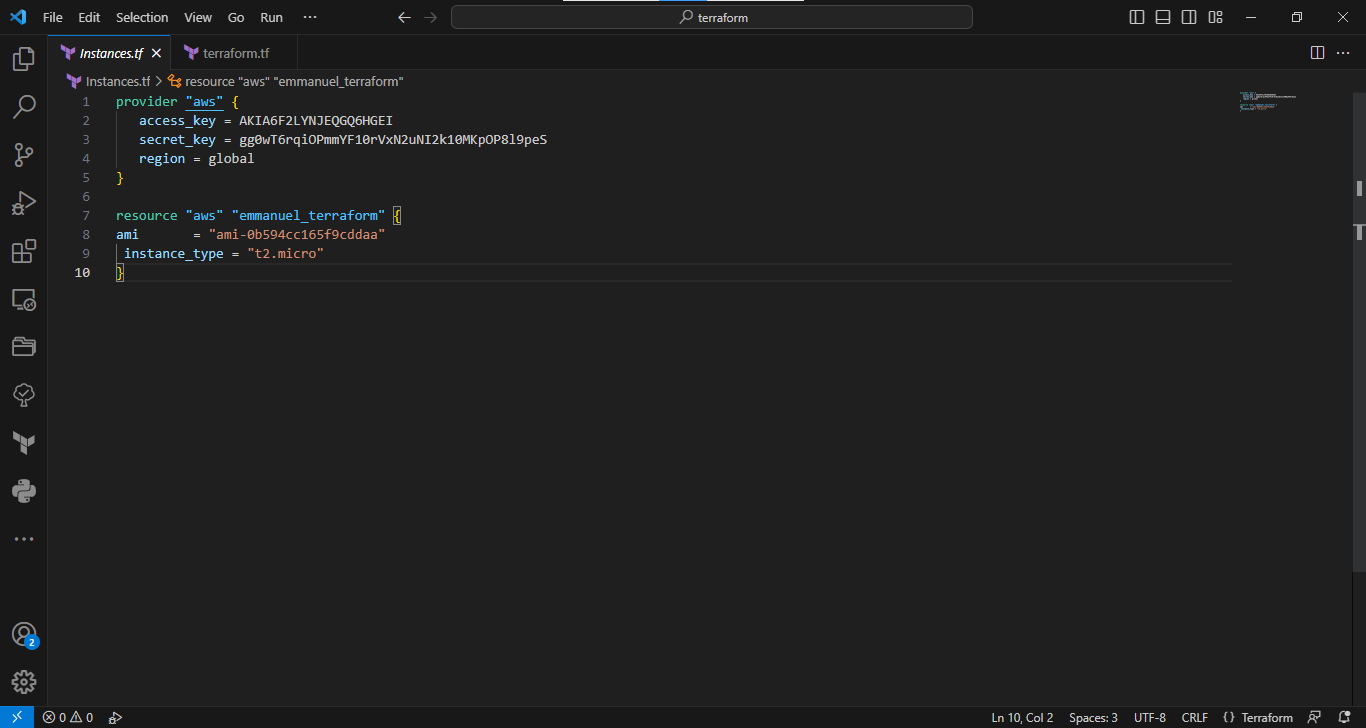 File Edit Selection View Go Run ···
terraform
Instances.tf
terraform.tf
Instances.tf > resource "aws" "emmanuel_terraform"
1 provider "aws" {
2 access_key = AKIA6F2LYNJEQGQ6HGEI
3 secret_key = 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
4 region = global
5 }
6
7 resource "aws" "emmanuel_terraform" {
8 ami = "ami-0b594cc165f9cddaa"
9 instance_type = "t2.micro"
10 }
2
0 0 Ln 10, Col 2 Spaces: 3 UTF-8 CRLF {} Terraform